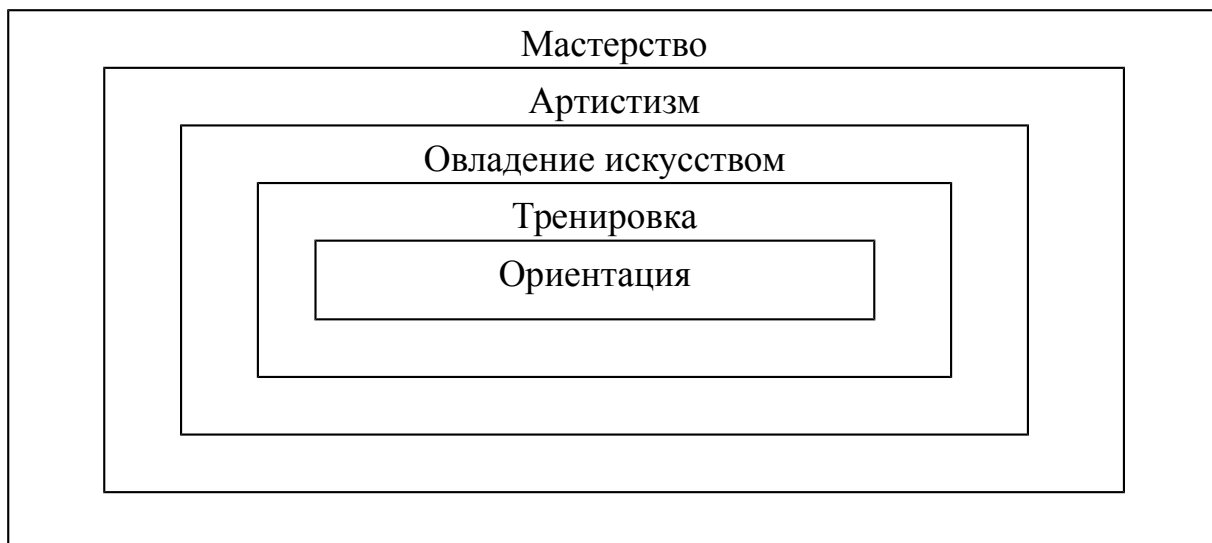 Мастерство
Артистизм
Овладение искусством
Тренировка
Ориентация